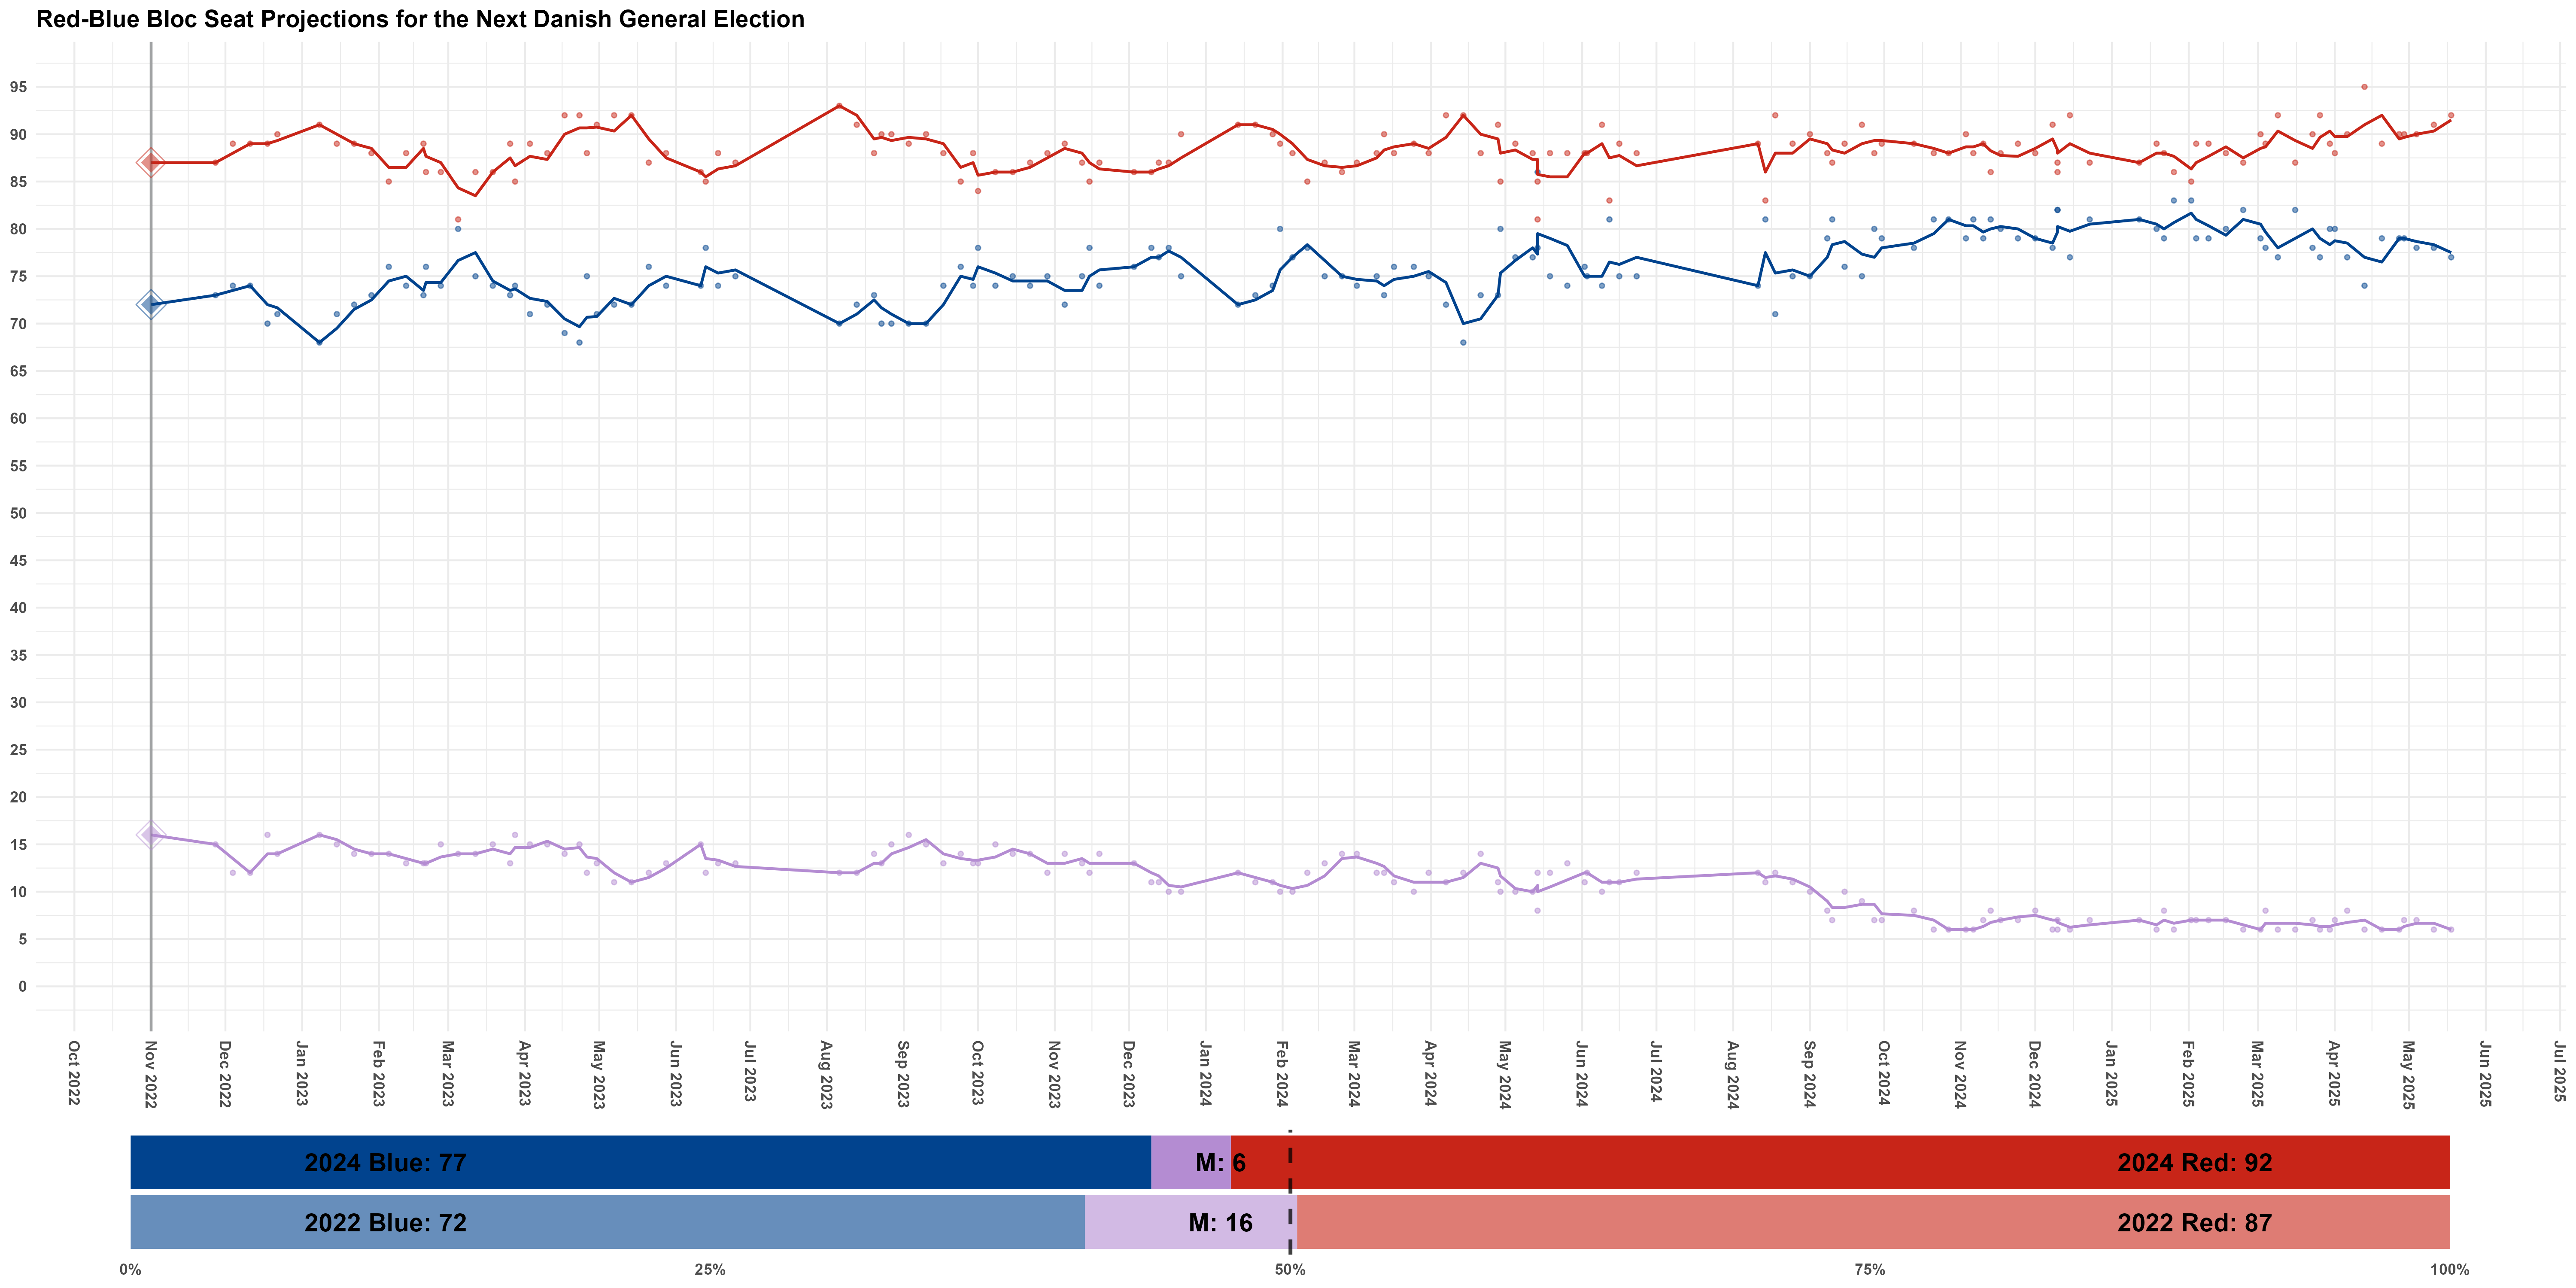 Red-Blue Bloc Seat Projections for the Next Danish General Election
95
90
85
80
75
70
65
60
55
50
45
40
35
30
25
20
15
10
5
0
Oct 2022
Nov 2022
Dec 2022
Jan 2023
Feb 2023
Mar 2023
Apr 2023
May 2023
Jun 2023
Jul 2023
Aug 2023
Sep 2023
Oct 2023
Nov 2023
Dec 2023
Jan 2024
Feb 2024
Mar 2024
Apr 2024
May 2024
Jun 2024
Jul 2024
Aug 2024
Sep 2024
Oct 2024
Nov 2024
Dec 2024
Jan 2025
Feb 2025
Mar 2025
Apr 2025
May 2025
Jun 2025
Jul 2025
2024 Blue: 77 M: 6 2024 Red: 92
2022 Blue: 72 M: 16 2022 Red: 87
0% 25% 50% 75% 100%